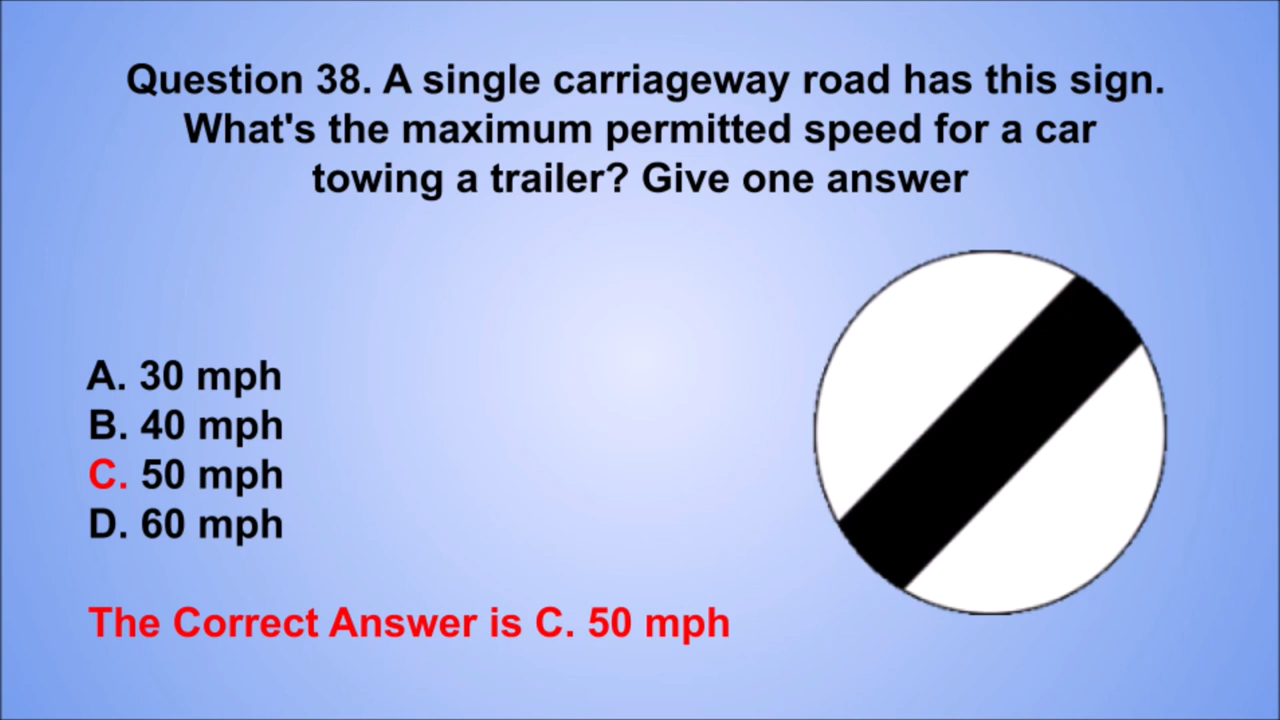 Question 38. A single carriageway road has this sign.
What's the maximum permitted speed for a car
towing a trailer? Give one answer
A. 30 mph
B. 40 mph
C. 50 mph
D. 60 mph
The Correct Answer is C. 50 mph